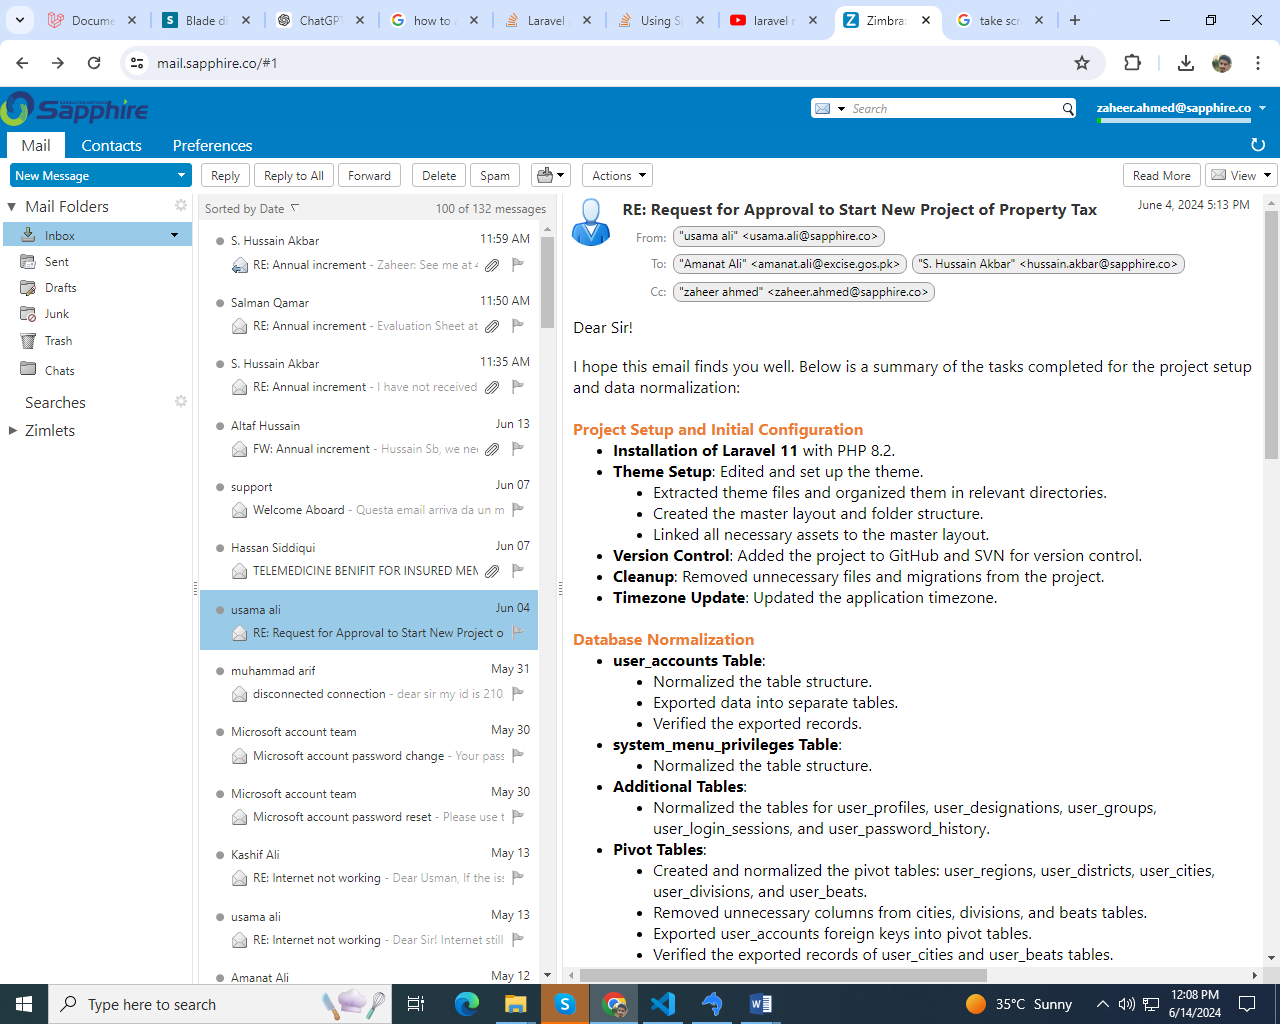 Docume
Blade di
ChatGPT
how to
Laravel
Using S
laravel
Zimbra:
take scr
mail.sapphire.co/#1
Sapphire
Search
zaheer.ahmed@sapphire.co
Mail
Contacts
Preferences
New Message
Reply
Reply to All
Forward
Delete
Spam
Actions
Read More
View
Mail Folders
Inbox
Sent
Drafts
Junk
Trash
Chats
Searches
Zimlets
Sorted by Date
100 of 132 messages
S. Hussain Akbar 11:59 AM
RE: Annual increment - Zaheer: See me at 4
Salman Qamar 11:50 AM
RE: Annual increment - Evaluation Sheet at
S. Hussain Akbar 11:35 AM
RE: Annual increment - I have not received
Altaf Hussain Jun 13
FW: Annual increment - Hussain Sb, we nee
support Jun 07
Welcome Aboard - Questa email arriva da un m
Hassan Siddiqui Jun 07
TELEMEDICINE BENIFIT FOR INSURED MEM
usama ali Jun 04
RE: Request for Approval to Start New Project o
muhammad arif May 31
disconnected connection - dear sir my id is 210
Microsoft account team May 30
Microsoft account password change - Your pass
Microsoft account team May 30
Microsoft account password reset - Please use t
Kashif Ali May 13
RE: Internet not working - Dear Usman, If the iss
usama ali May 13
RE: Internet not working - Dear Sir! Internet still
Amanat Ali May 12
RE: Request for Approval to Start New Project of Property Tax
June 4, 2024 5:13 PM
From: "usama ali" <usama.ali@sapphire.co>
To: "Amanat Ali" <amanat.ali@excise.gos.pk> "S. Hussain Akbar" <hussain.akbar@sapphire.co>
Cc: "zaheer ahmed" <zaheer.ahmed@sapphire.co>
Dear Sir!
I hope this email finds you well. Below is a summary of the tasks completed for the project setup
and data normalization:
Project Setup and Initial Configuration
• Installation of Laravel 11 with PHP 8.2.
• Theme Setup: Edited and set up the theme.
• Extracted theme files and organized them in relevant directories.
• Created the master layout and folder structure.
• Linked all necessary assets to the master layout.
• Version Control: Added the project to GitHub and SVN for version control.
• Cleanup: Removed unnecessary files and migrations from the project.
• Timezone Update: Updated the application timezone.
Database Normalization
• user_accounts Table:
• Normalized the table structure.
• Exported data into separate tables.
• Verified the exported records.
• system_menu_privileges Table:
• Normalized the table structure.
• Additional Tables:
• Normalized the tables for user_profiles, user_designations, user_groups,
user_login_sessions, and user_password_history.
• Pivot Tables:
• Created and normalized the pivot tables: user_regions, user_districts, user_cities,
user_divisions, and user_beats.
• Removed unnecessary columns from cities, divisions, and beats tables.
• Exported user_accounts foreign keys into pivot tables.
• Verified the exported records of user_cities and user_beats tables.
Type here to search
35°C Sunny
12:08 PM
6/14/2024